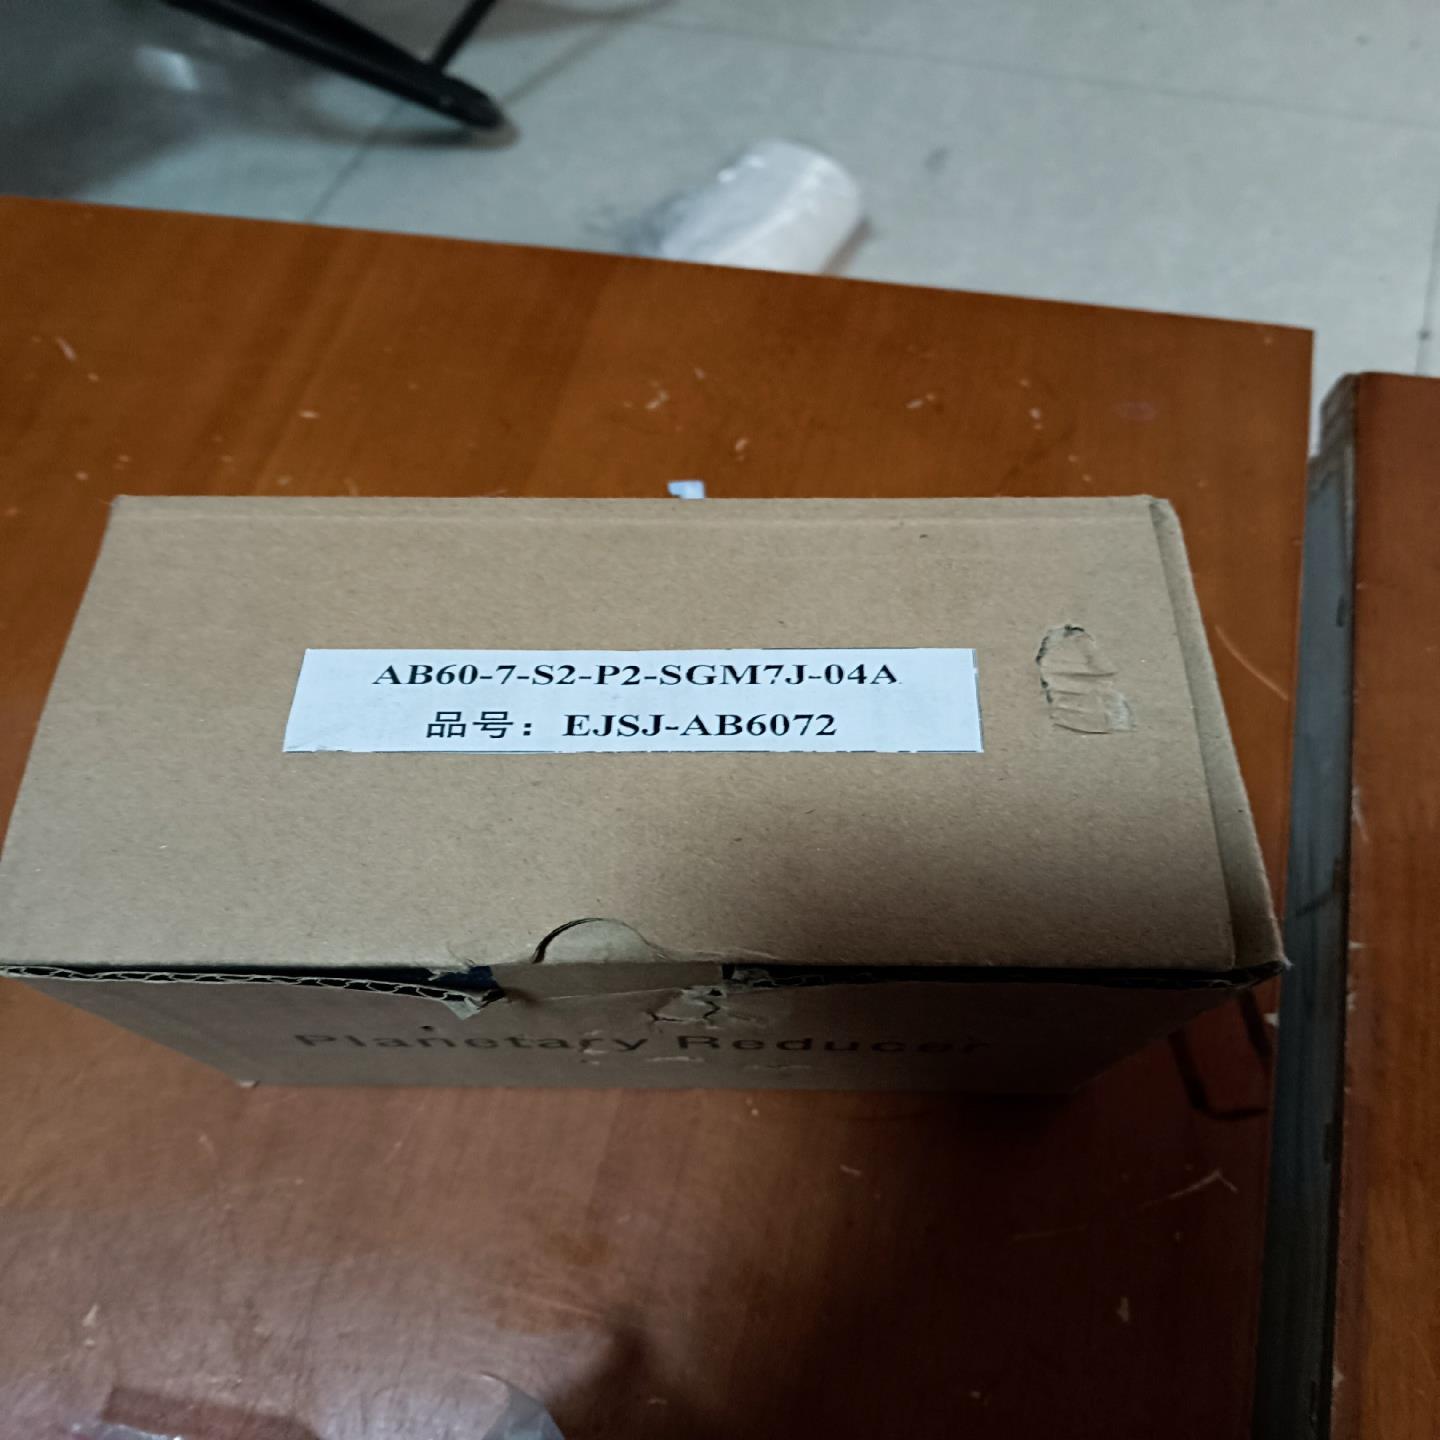 AB60-7-S2-P2-SGM7J-04A
品号：EJSJ-AB6072
Planetary Reducer